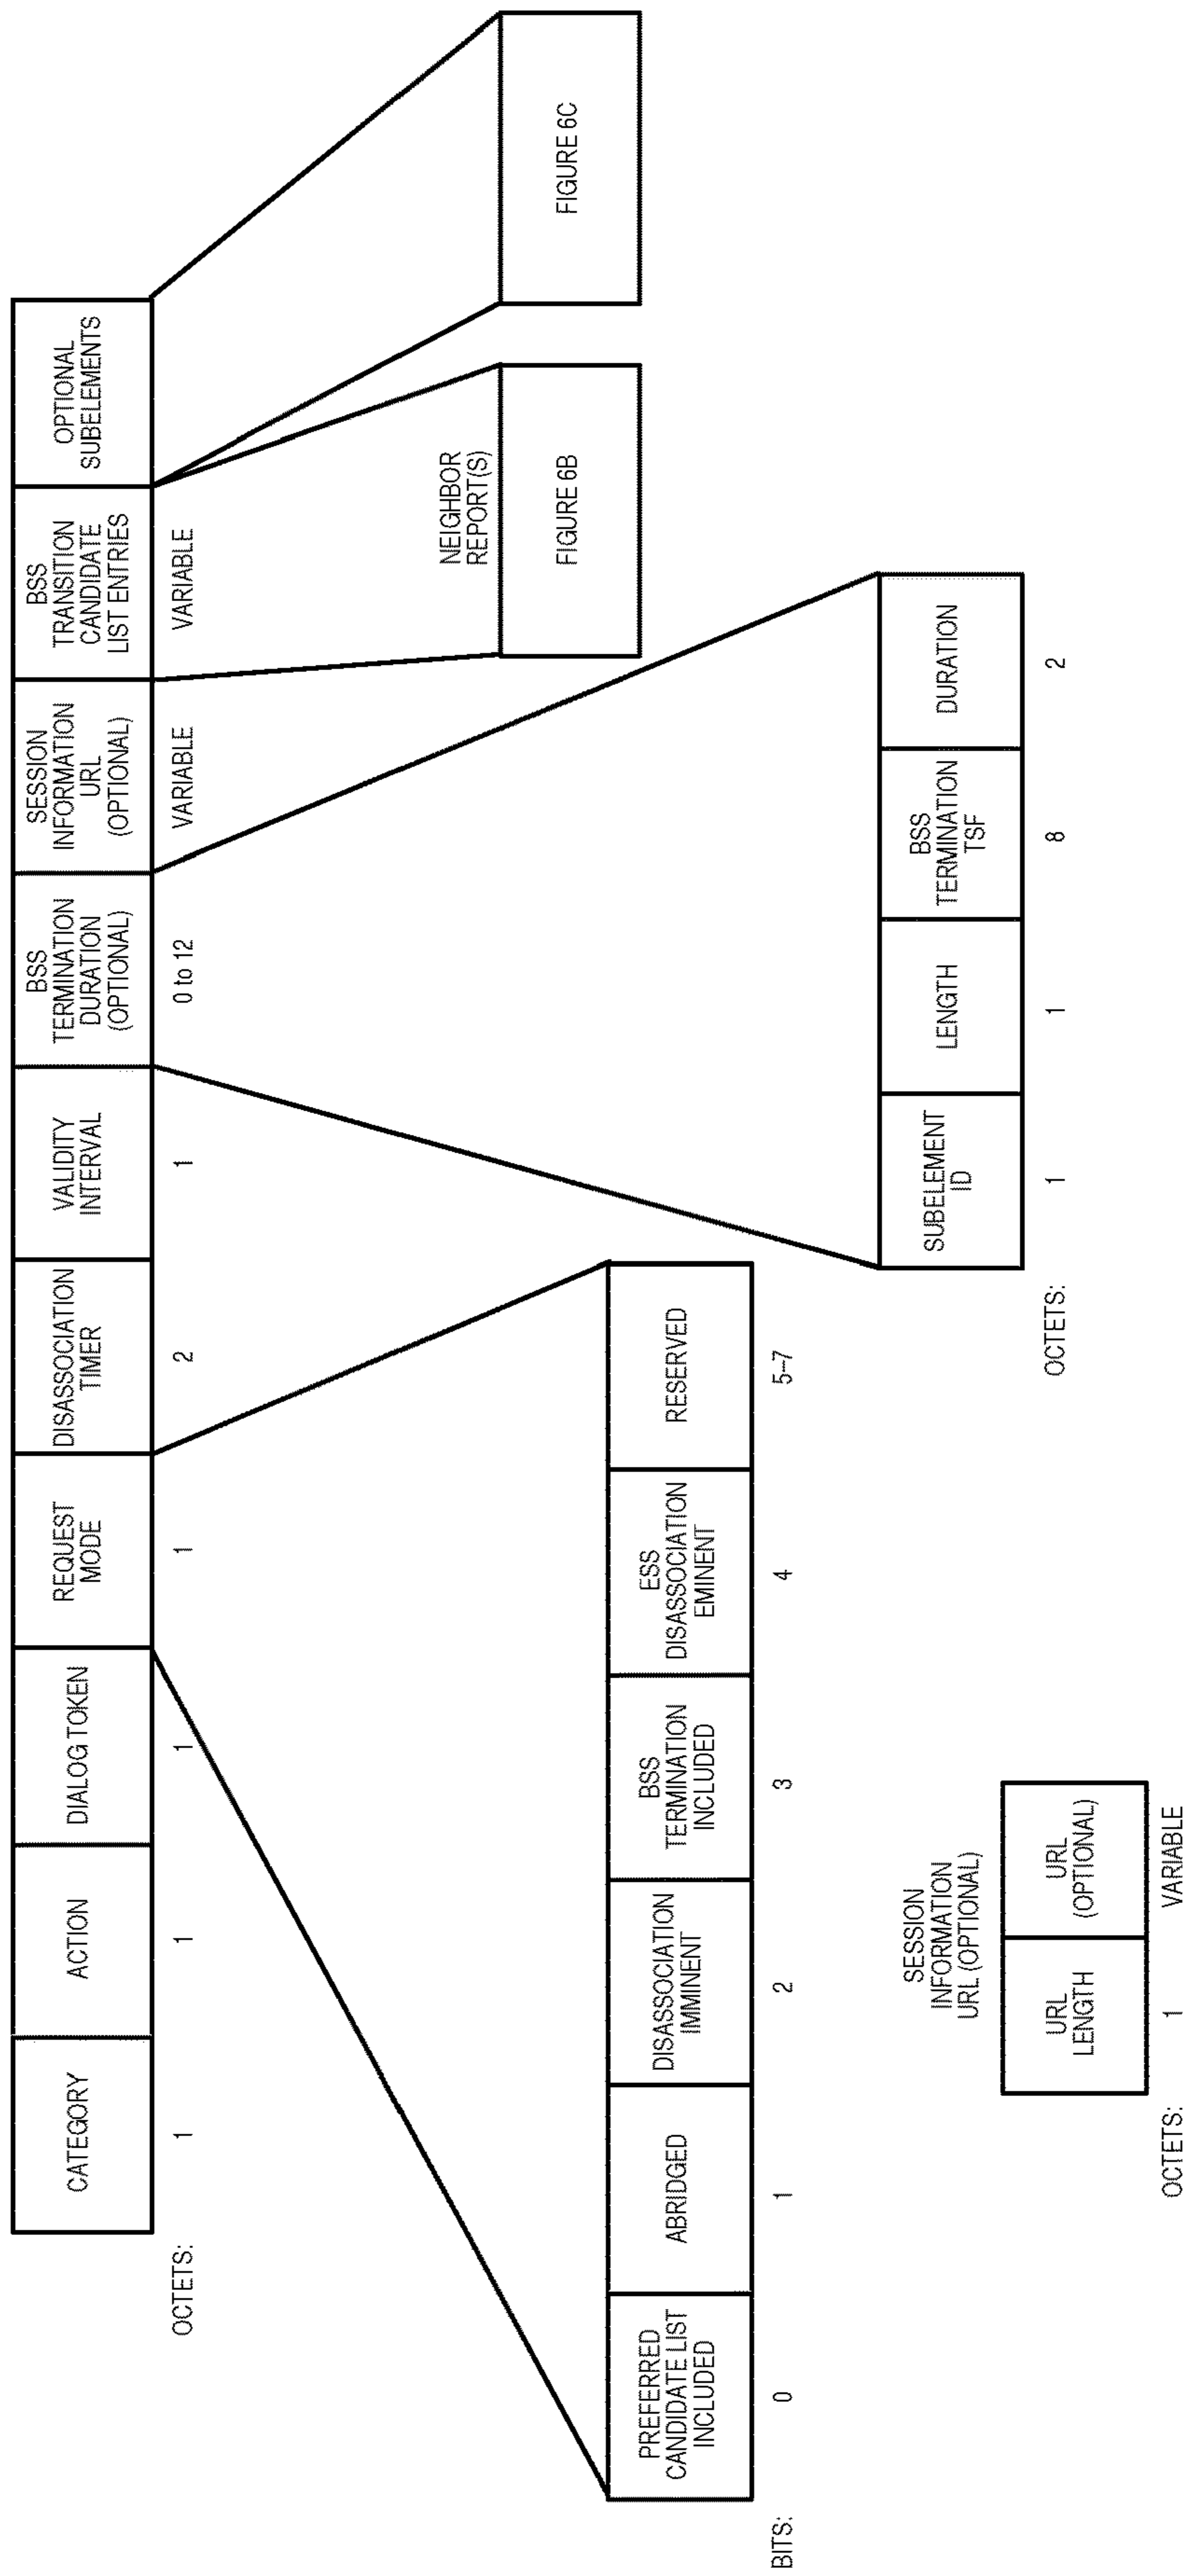 CATEGORY
ACTION
DIALOG TOKEN
REQUEST
MODE
DISASSOCIATION
TIMER
VALIDITY
INTERVAL
BSS
TERMINATION
DURATION
(OPTIONAL)
SESSION
INFORMATION
URL
(OPTIONAL)
BSS
TRANSITION
CANDIDATE
LIST ENTRIES
OPTIONAL
SUBELEMENTS
OCTETS:
1
1
1
1
2
1
0 to 12
VARIABLE
VARIABLE
NEIGHBOR
REPORT(S)
FIGURE 6B
FIGURE 6C
PREFERRED
CANDIDATE LIST
INCLUDED
ABRIDGED
DISASSOCIATION
IMMINENT
BSS
TERMINATION
INCLUDED
ESS
DISASSOCIATION
EMINENT
RESERVED
BITS:
0
1
2
3
4
5-7
SUBELEMENT
ID
LENGTH
BSS
TERMINATION
TSF
DURATION
OCTETS:
1
1
8
2
SESSION
INFORMATION
URL (OPTIONAL)
URL
LENGTH
URL
(OPTIONAL)
OCTETS:
1
VARIABLE